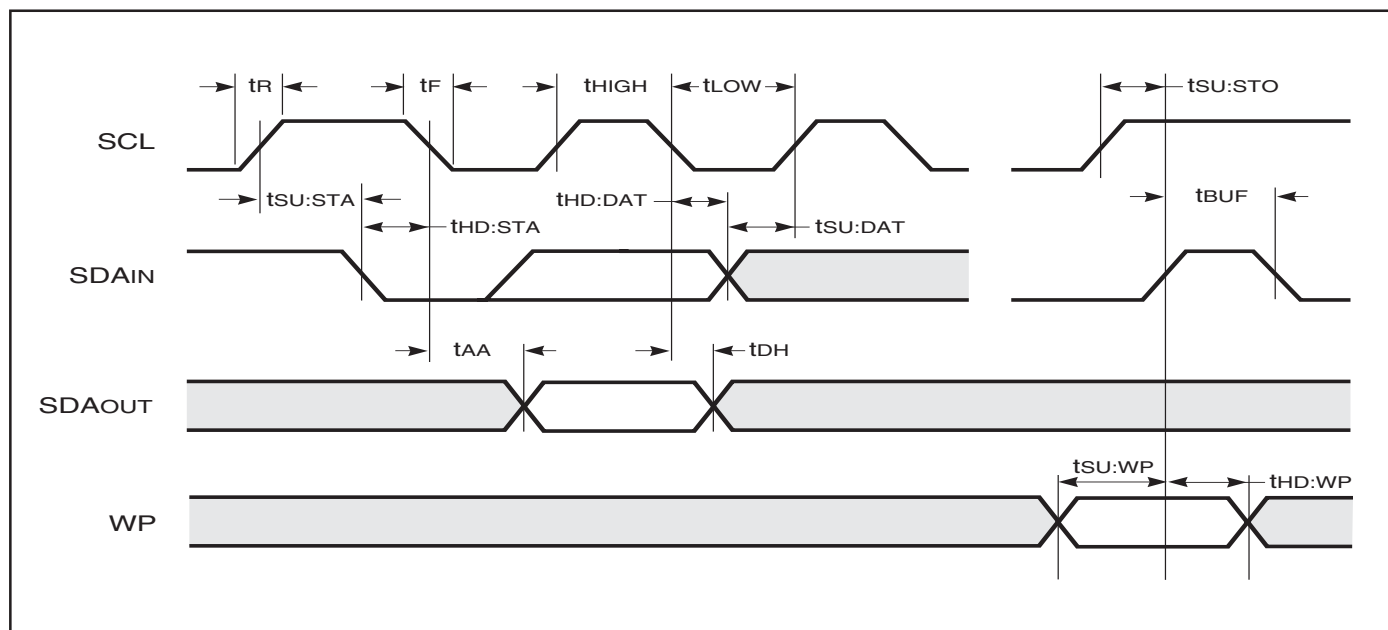 tR tF tHIGH tLOW tSU:STO
SCL
tSU:STA tHD:DAT tBUF
tHD:STA tSU:DAT
SDAIN
tAA tDH
SDAOUT
tSU:WP tHD:WP
WP